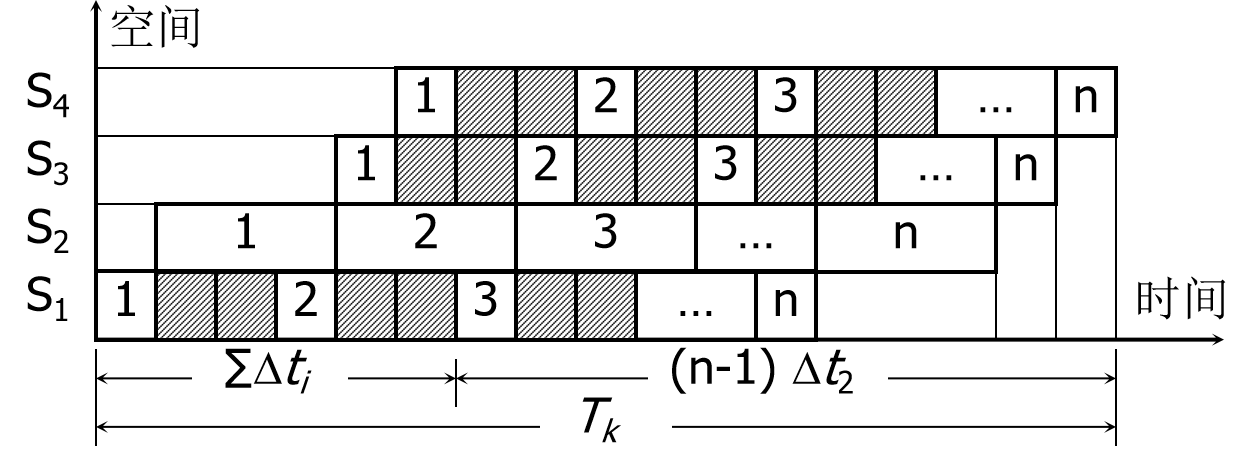 空间
S₄ 1 2 3 ... n
S₃ 1 2 3 ... n
S₂ 1 2 3 ... n
S₁ 1 2 3 ... n
时间
∑Δtᵢ (n-1) Δt₂
Tₖ